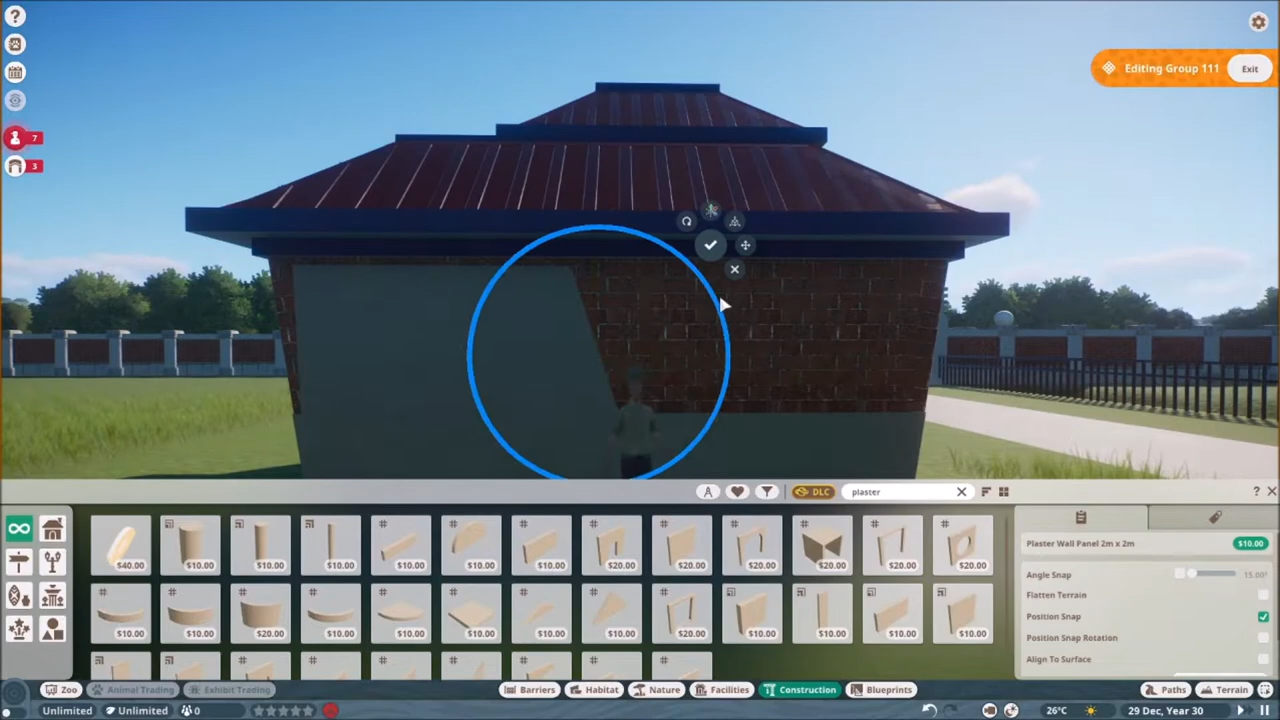 ?
Editing Group 111 Exit
7
3
DLC plaster
?
$40.00 $10.00 $10.00 $10.00 $10.00 $10.00 $10.00 $20.00 $10.00 $20.00 $20.00 $20.00 $20.00
$10.00 $10.00 $20.00 $10.00 $10.00 $10.00 $10.00 $10.00 $20.00 $10.00 $10.00 $10.00 $10.00
Plaster Wall Panel 2m x 2m $10.00
Angle Snap 15.00°
Flatten Terrain
Position Snap
Position Snap Rotation
Align To Surface
Zoo Animal Trading Exhibit Trading Barriers Habitat Nature Facilities Construction Blueprints Paths Terrain
Unlimited Unlimited 0 26°C 29 Dec, Year 30